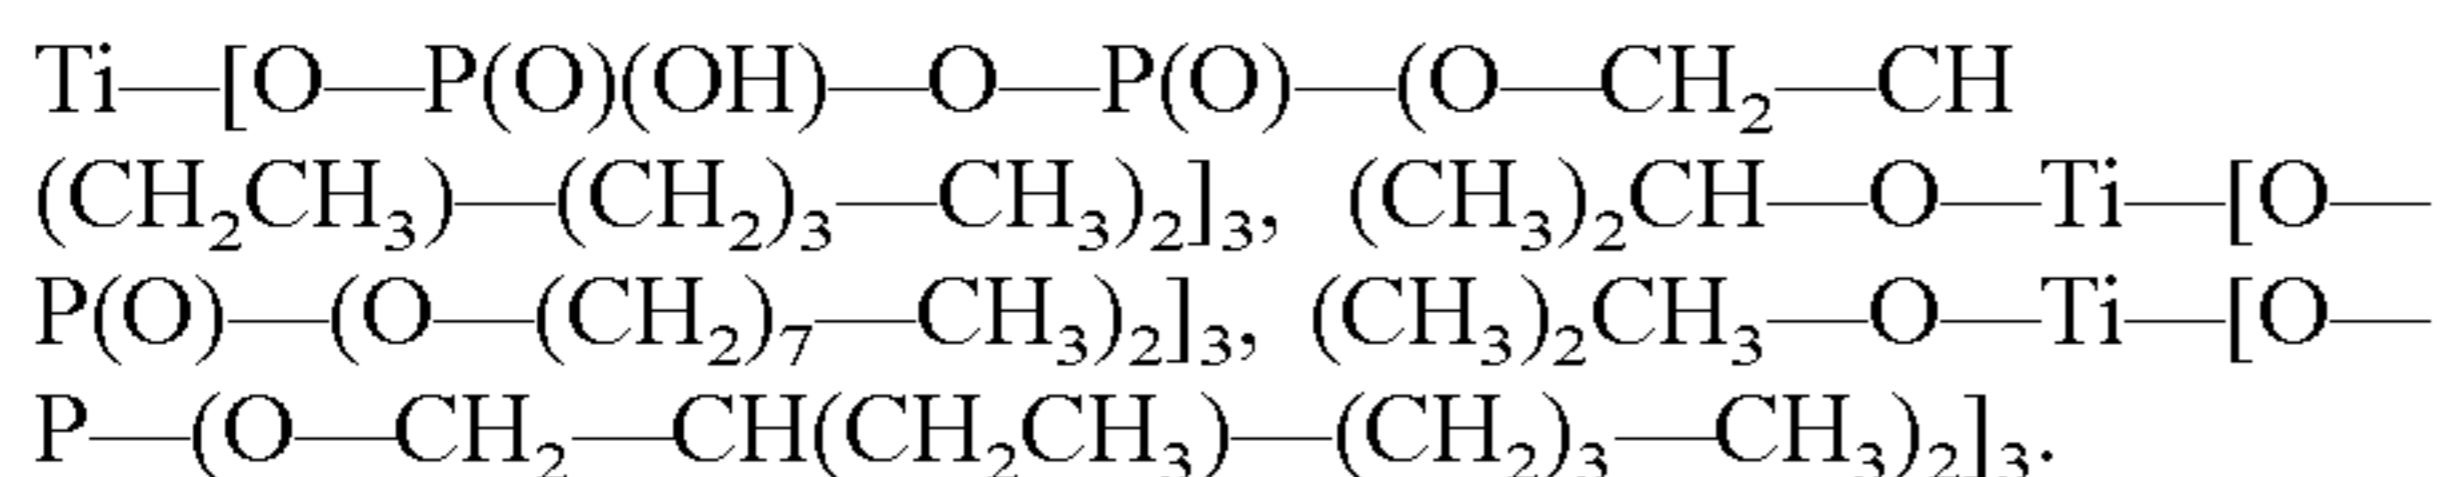 Ti—[O—P(O)(OH)—O—P(O)—(O—CH₂—CH
(CH₂CH₃)—(CH₂)₃—CH₃)₂]₃, (CH₃)₂CH—O—Ti—[O—
P(O)—(O—(CH₂)₇—CH₃)₂]₃, (CH₃)₂CH₃—O—Ti—[O—
P—(O—CH₂—CH(CH₂CH₃)—(CH₂)₃—CH₃)₂]₃.